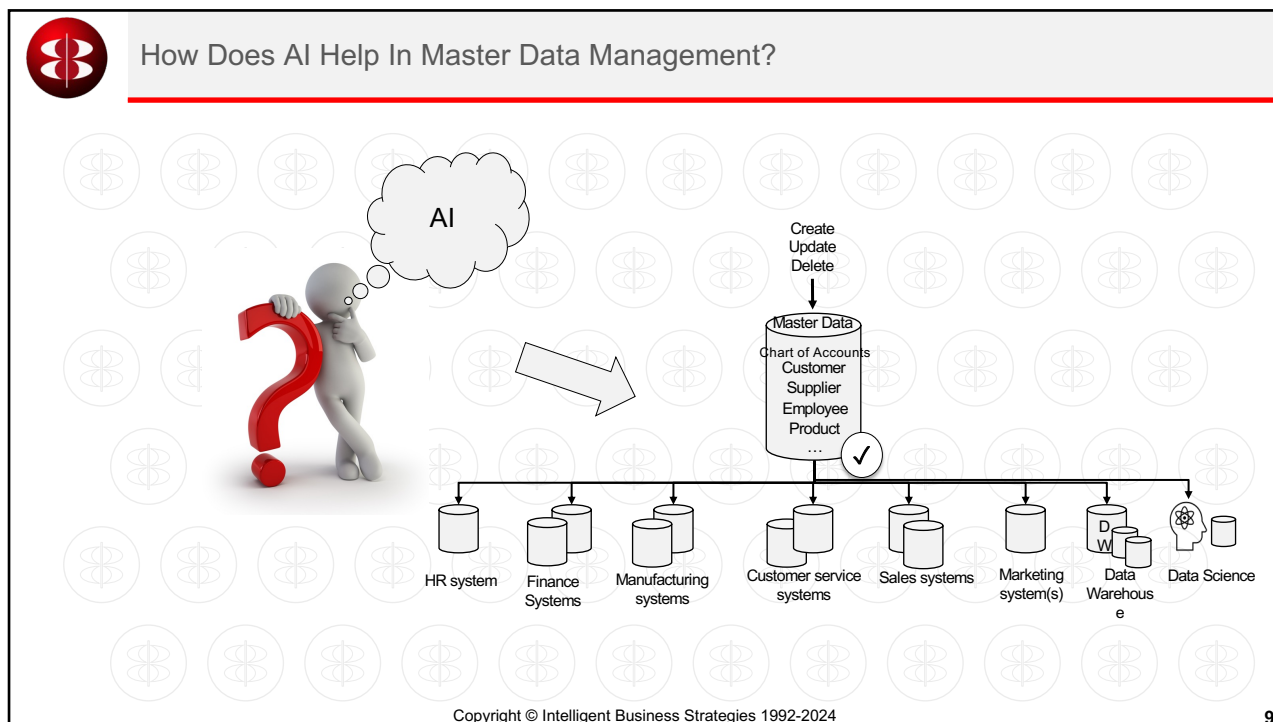 How Does AI Help In Master Data Management?
AI
Create
Update
Delete
Master Data
Chart of Accounts
Customer
Supplier
Employee
Product
...
✓
D
W
HR system
Finance
Systems
Manufacturing
systems
Customer service
systems
Sales systems
Marketing
system(s)
Data
Warehous
e
Data Science
Copyright © Intelligent Business Strategies 1992-2024
9